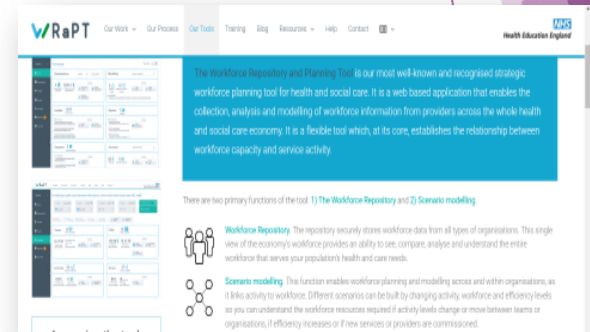 WRaPT
Our Work Our Process Our Tools Training Blog Resources Help Contact
NHS
Health Education England
The Workforce Repository and Planning Tool is our most well-known and recognised strategic
workforce planning tool for health and social care. It is a web based application that enables the
collection, analysis and modelling of workforce information from providers across the whole health
and social care economy. It is a flexible tool which, at its core, establishes the relationship between
workforce capacity and service activity.
There are two primary functions of the tool: 1) The Workforce Repository and 2) Scenario modelling.
Workforce Repository. The repository securely stores workforce data from all types of organisations. This single
view of the economy's workforce provides an ability to see, compare, analyse and understand the entire
workforce that serves your population's health and care needs.
Scenario modelling. This function enables workforce planning and modelling across and within organisations, as
it links activity to workforce. Different scenarios can be built by changing activity, workforce and efficiency levels
so you can understand the workforce resources required if activity levels change or move between teams or
organisations, if efficiency increases or if new services or providers are commissioned.